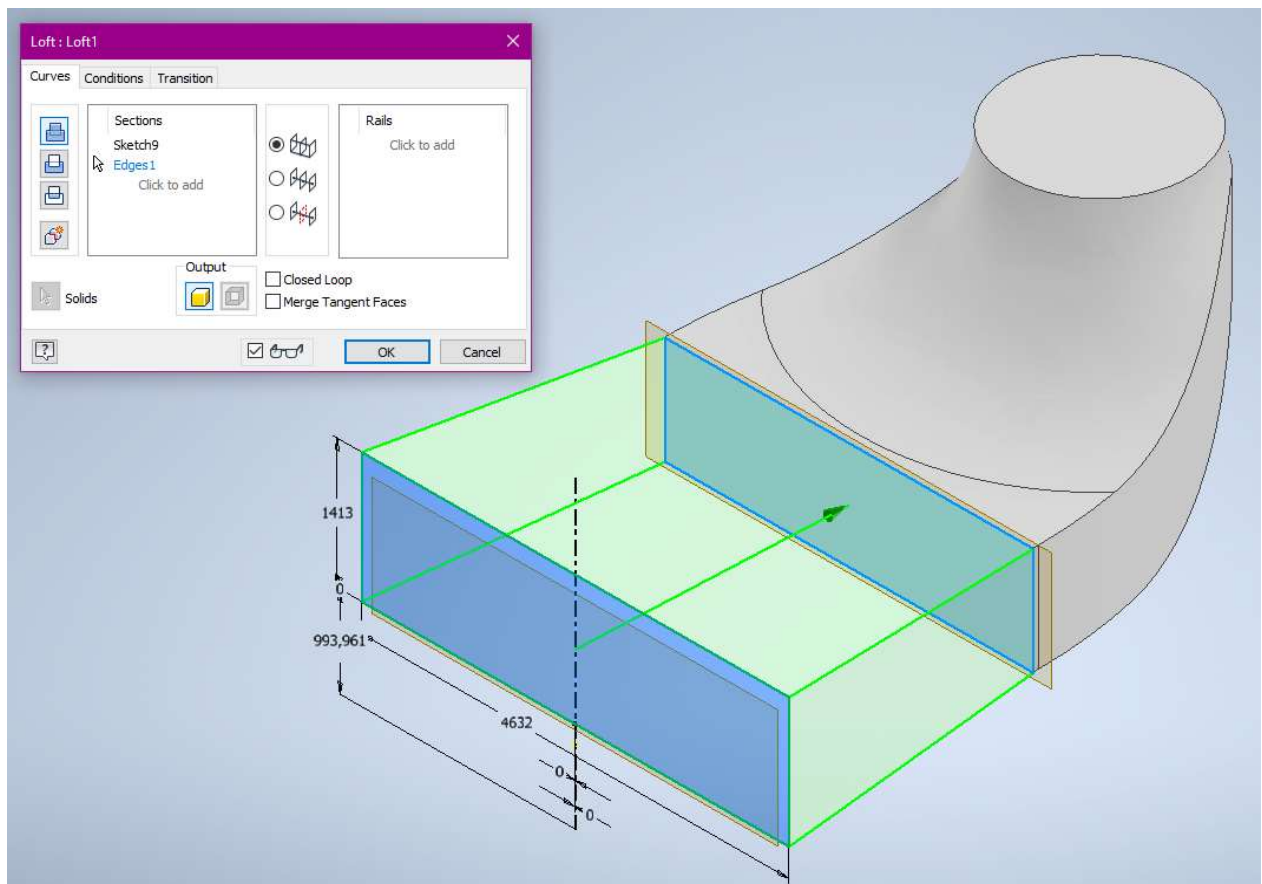 Loft : Loft1
Curves Conditions Transition
Sections
Sketch9
Edges1
Click to add
Rails
Click to add
Solids
Output
Closed Loop
Merge Tangent Faces
?
OK Cancel
1413
0
993,961
4632
0
0